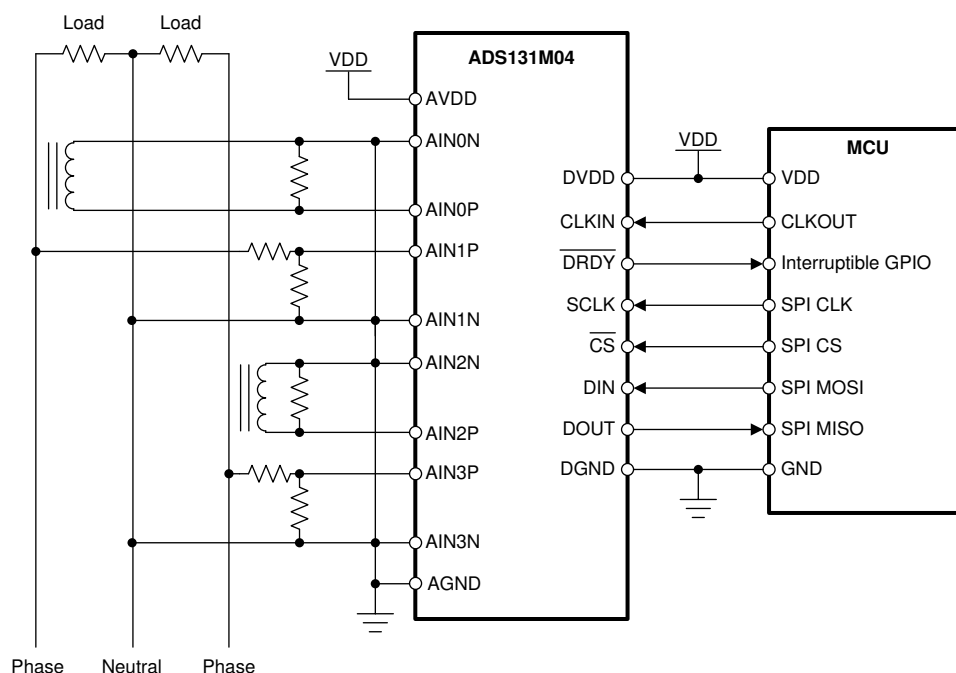 Load
Load
VDD
ADS131M04
AVDD
AIN0N
AIN0P
AIN1P
AIN1N
AIN2N
AIN2P
AIN3P
AIN3N
AGND
DVDD
CLKIN
DRDY
SCLK
CS
DIN
DOUT
DGND
VDD
MCU
VDD
CLKOUT
Interruptible GPIO
SPI CLK
SPI CS
SPI MOSI
SPI MISO
GND
Phase
Neutral
Phase